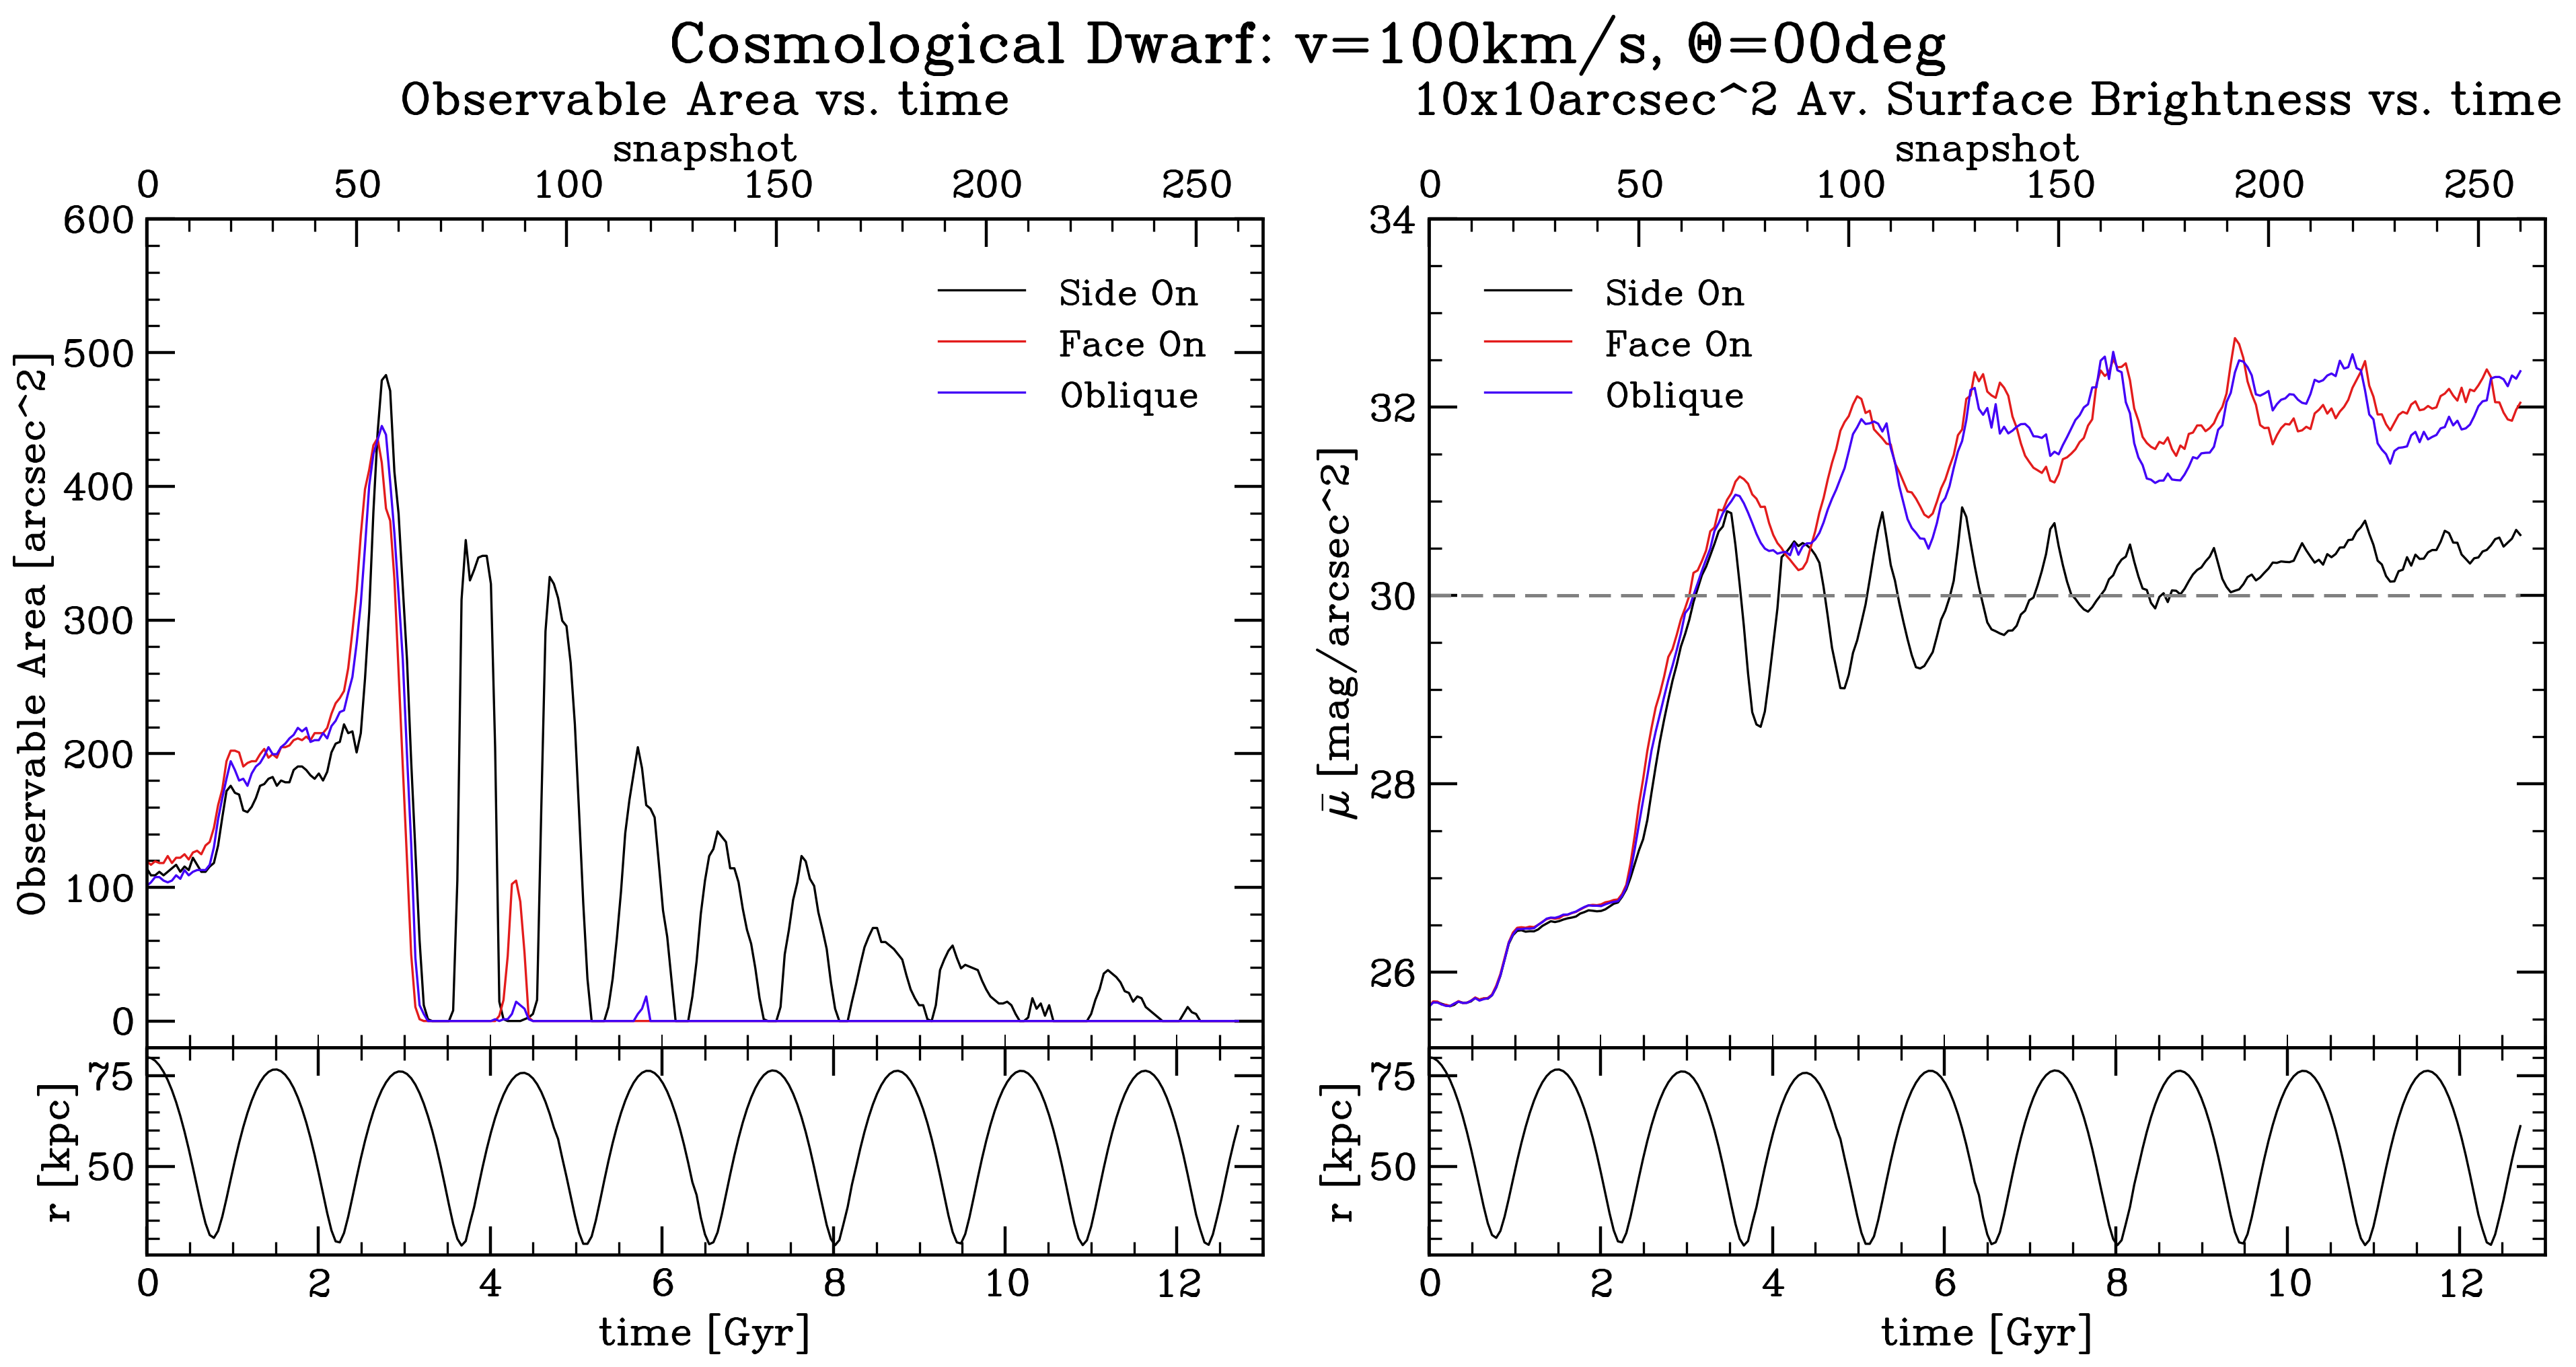 Cosmological Dwarf: v=100km/s, Θ=00deg
Observable Area vs. time
snapshot
0 50 100 150 200 250
600
500
400
300
200
100
0
Observable Area [arcsec^2]
Side On
Face On
Oblique
75
50
r [kpc]
0 2 4 6 8 10 12
time [Gyr]
10x10arcsec^2 Av. Surface Brightness vs. time
snapshot
0 50 100 150 200 250
34
32
30
28
26
μ̄ [mag/arcsec^2]
Side On
Face On
Oblique
75
50
r [kpc]
0 2 4 6 8 10 12
time [Gyr]